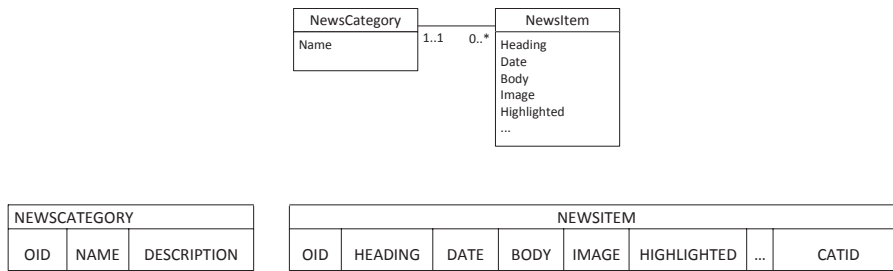 NewsCategory
Name
1..1
0..*
NewsItem
Heading
Date
Body
Image
Highlighted
...
NEWSCATEGORY
OID NAME DESCRIPTION
NEWSITEM
OID HEADING DATE BODY IMAGE HIGHLIGHTED ... CATID